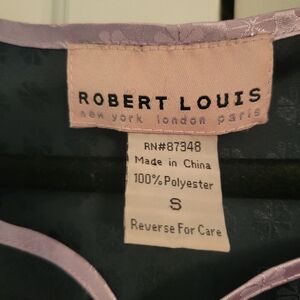 ROBERT LOUIS
new york london paris
RN#87348
Made in China
100% Polyester
S
Reverse For Care